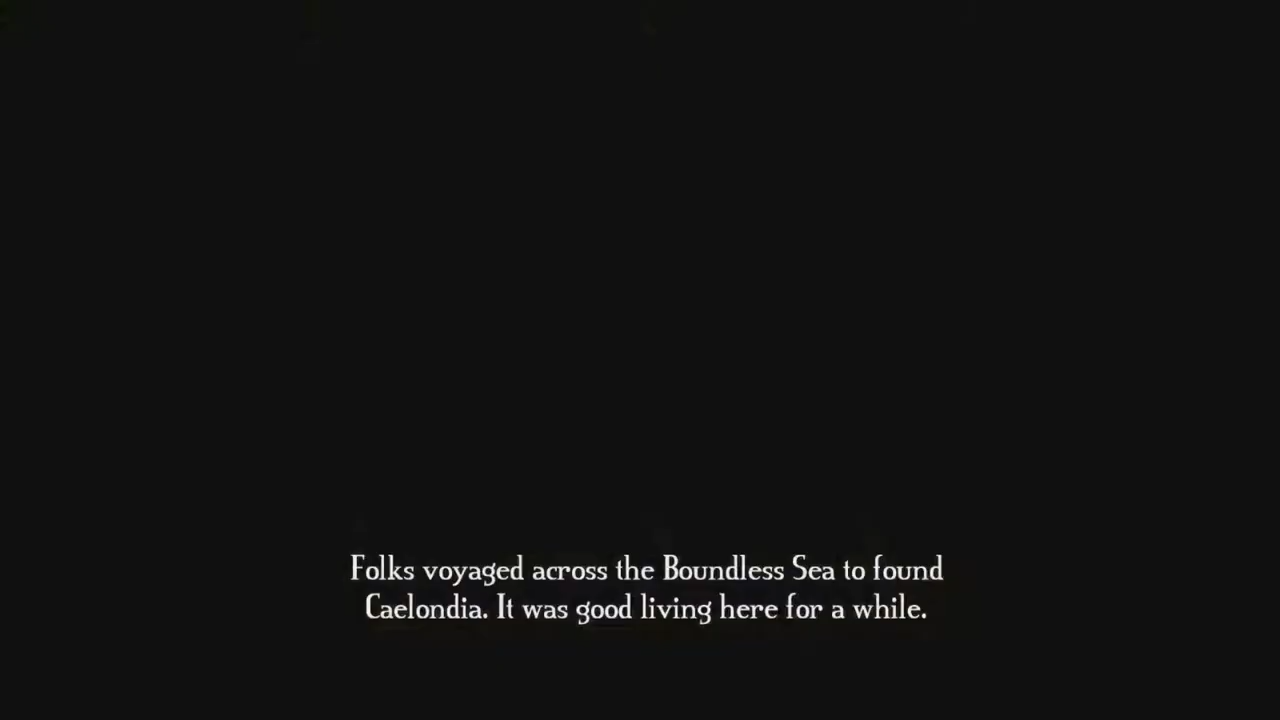 Folks voyaged across the Boundless Sea to found
Caelondia. It was good living here for a while.